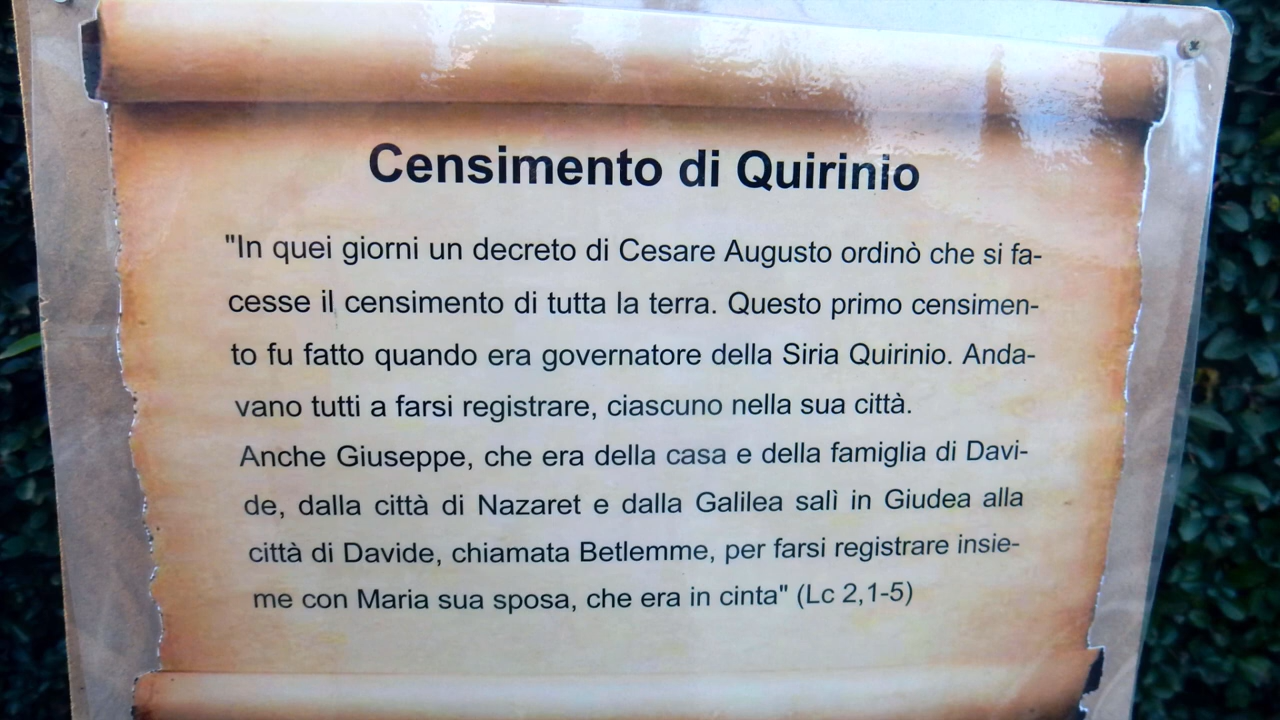 Censimento di Quirinio
"In quei giorni un decreto di Cesare Augusto ordinò che si fa-
cesse il censimento di tutta la terra. Questo primo censimen-
to fu fatto quando era governatore della Siria Quirinio. Anda-
vano tutti a farsi registrare, ciascuno nella sua città.
Anche Giuseppe, che era della casa e della famiglia di Davi-
de, dalla città di Nazaret e dalla Galilea salì in Giudea alla
città di Davide, chiamata Betlemme, per farsi registrare insie-
me con Maria sua sposa, che era in cinta" (Lc 2,1-5)